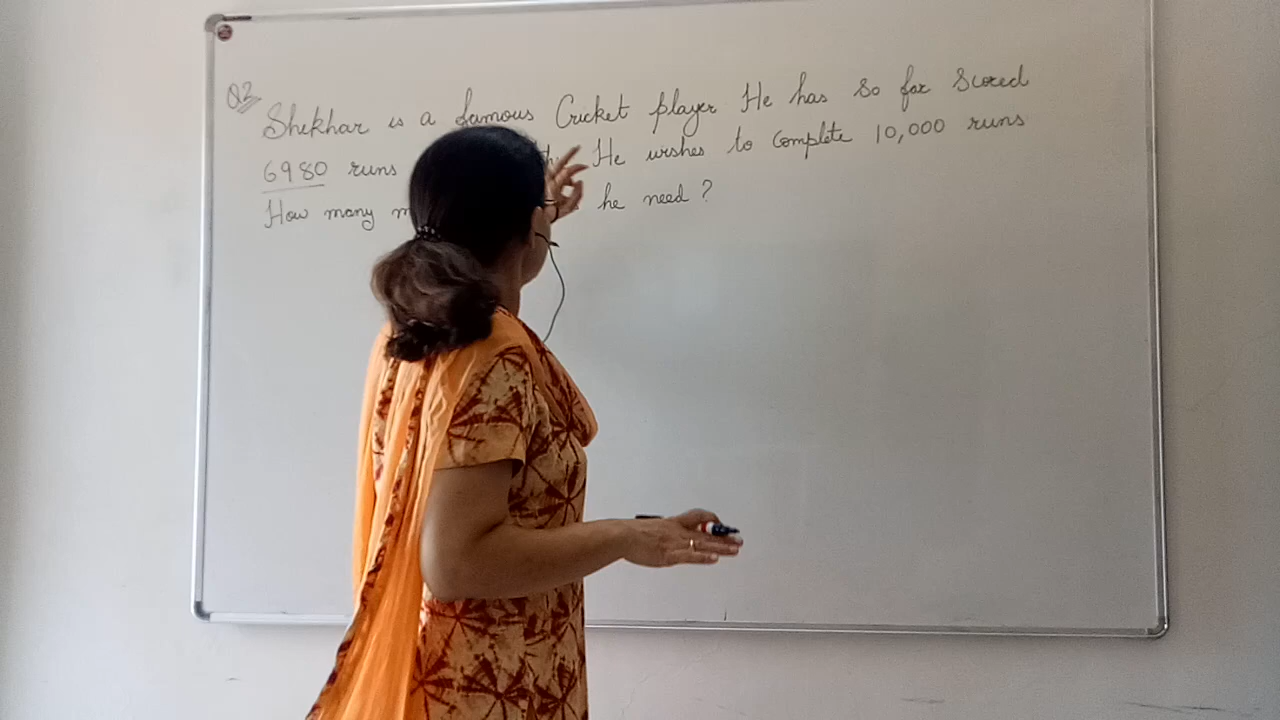 Q3 Shekhar is a famous Cricket player He has So far Scored
6980 runs He wishes to Complete 10,000 runs
How many he need ?